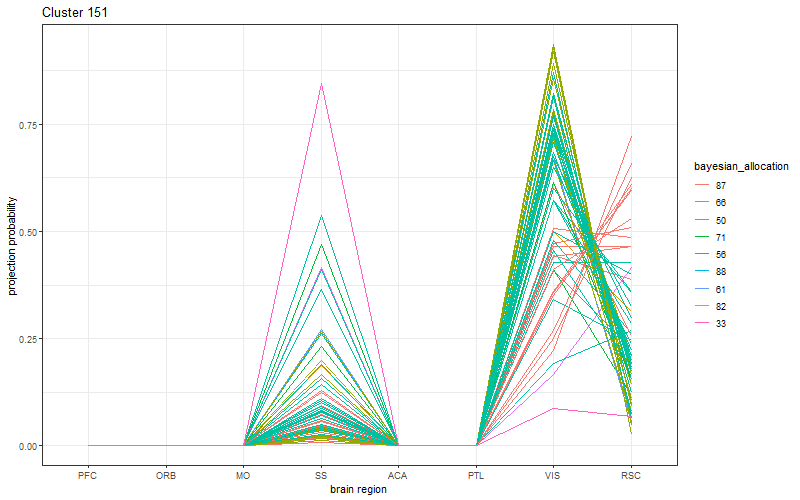 Cluster 151
projection probability
0.75
0.50
0.25
0.00
PFC ORB MO SS ACA PTL VIS RSC
brain region
bayesian_allocation
87
66
50
71
56
88
61
82
33